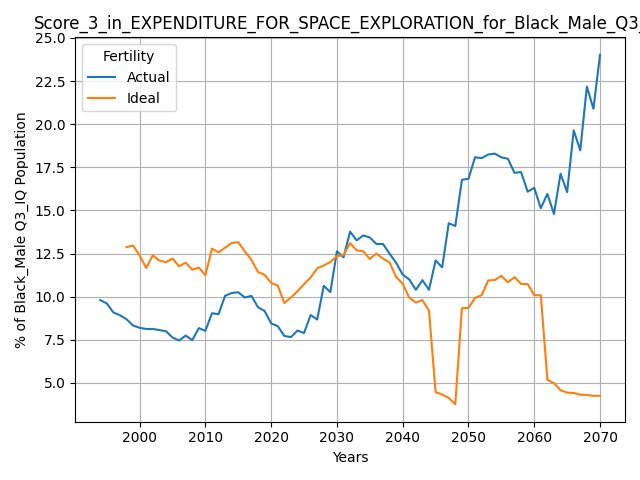 Score_3_in_EXPENDITURE_FOR_SPACE_EXPLORATION_for_Black_Male_Q3_
Fertility
Actual
Ideal
% of Black_Male Q3_IQ Population
25.0
22.5
20.0
17.5
15.0
12.5
10.0
7.5
5.0
2000 2010 2020 2030 2040 2050 2060 2070
Years